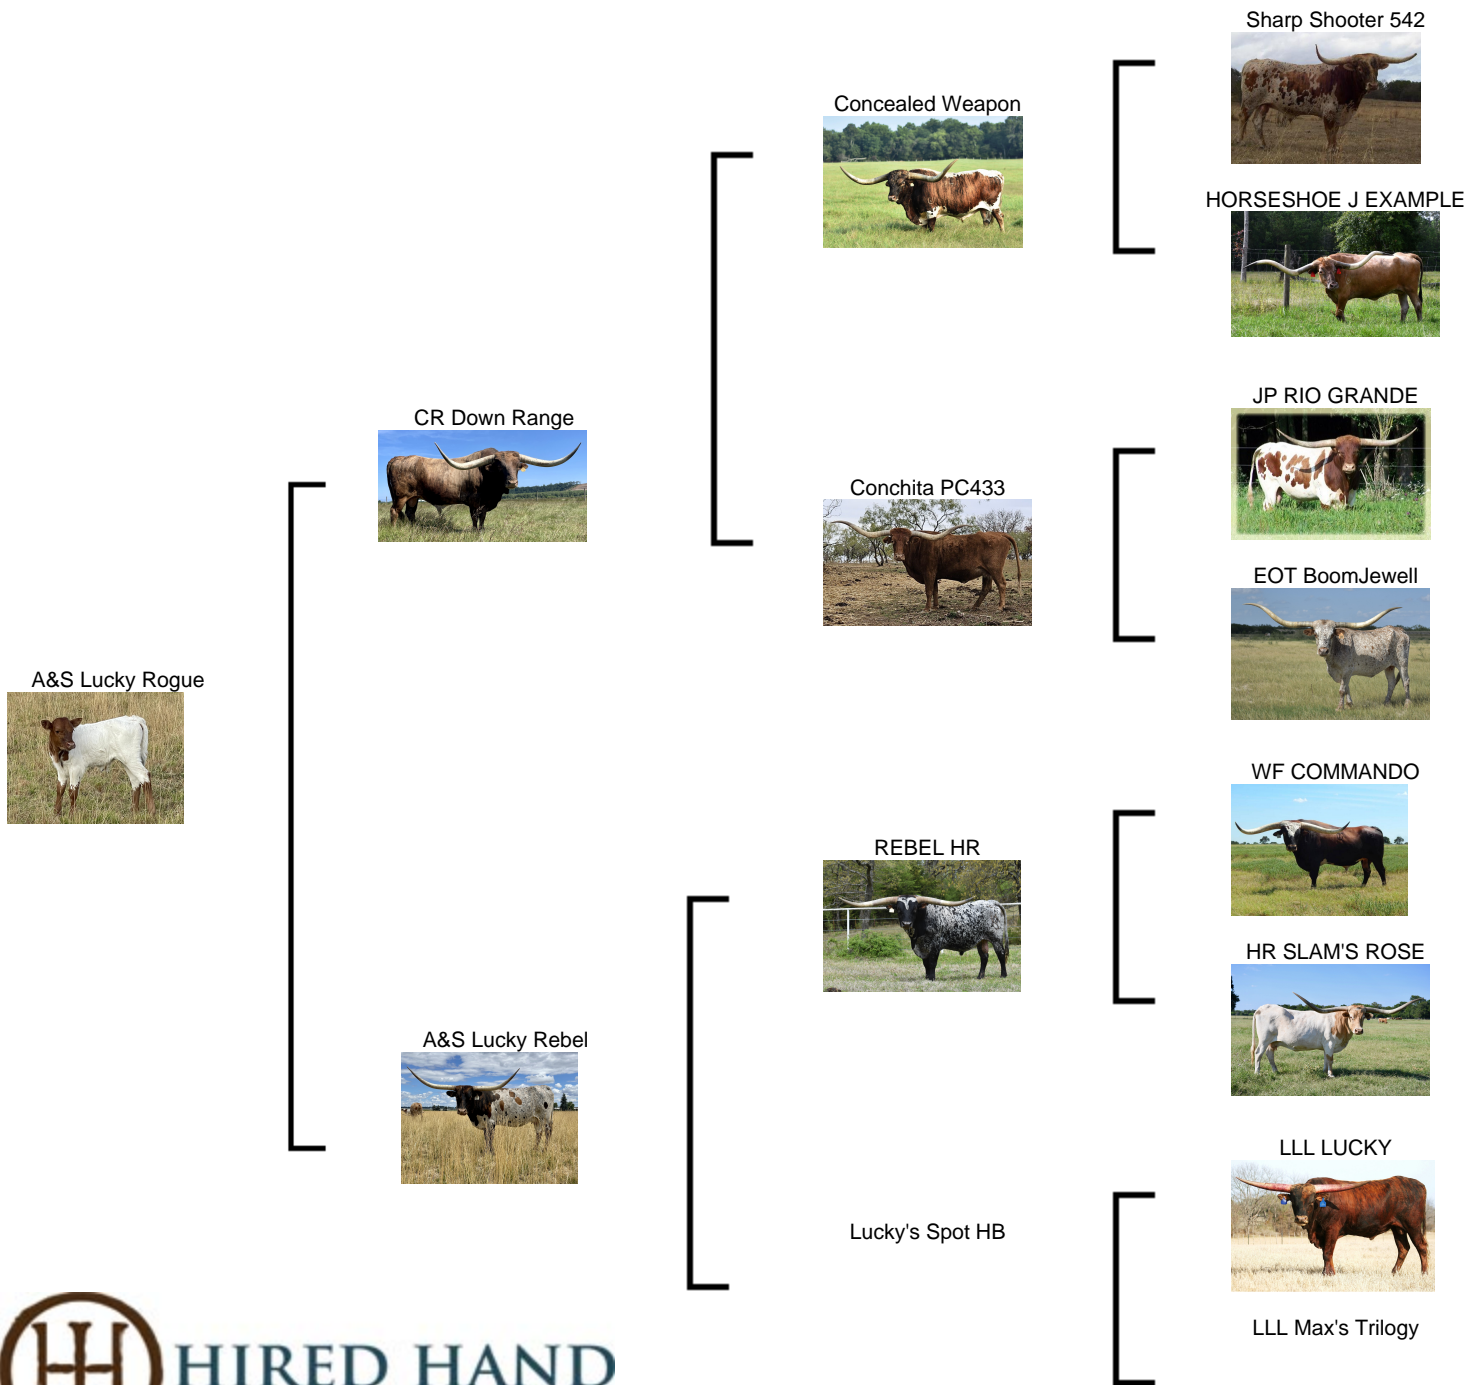 Sharp Shooter 542
Concealed Weapon
HORSESHOE J EXAMPLE
CR Down Range
JP RIO GRANDE
Conchita PC433
EOT BoomJewell
A&S Lucky Rogue
WF COMMANDO
REBEL HR
HR SLAM'S ROSE
A&S Lucky Rebel
LLL LUCKY
Lucky's Spot HB
LLL Max's Trilogy
HIRED HAND